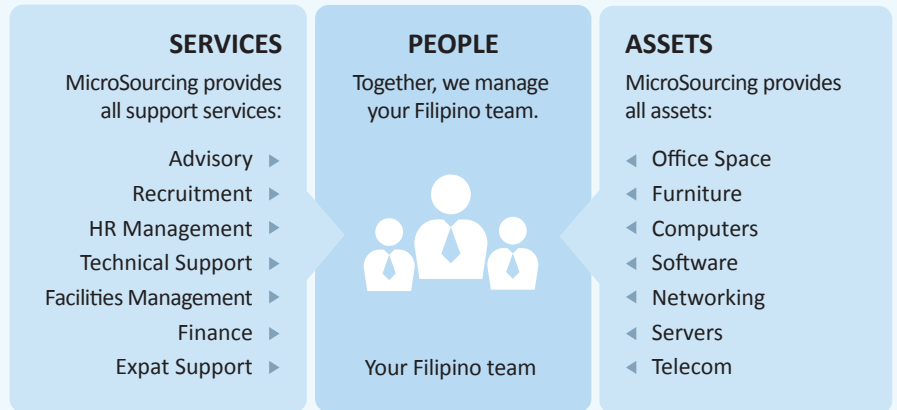 SERVICES
MicroSourcing provides
all support services:
Advisory
Recruitment
HR Management
Technical Support
Facilities Management
Finance
Expat Support
PEOPLE
Together, we manage
your Filipino team.
Your Filipino team
ASSETS
MicroSourcing provides
all assets:
Office Space
Furniture
Computers
Software
Networking
Servers
Telecom